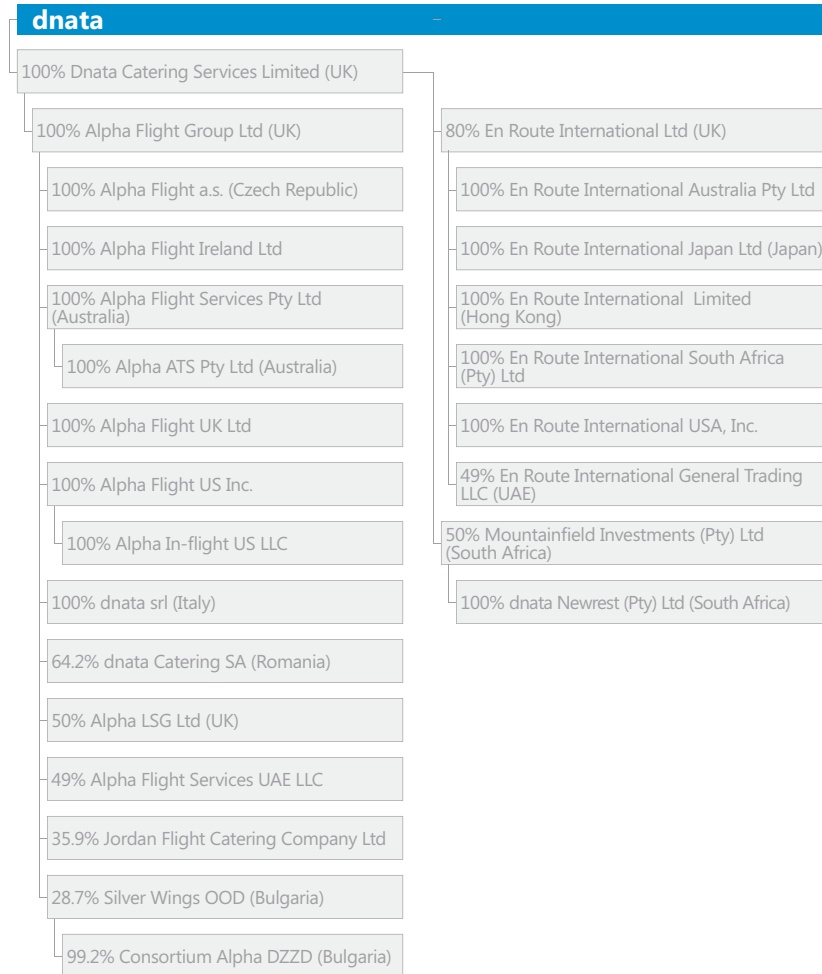 dnata
100% Dnata Catering Services Limited (UK)
100% Alpha Flight Group Ltd (UK)
100% Alpha Flight a.s. (Czech Republic)
100% Alpha Flight Ireland Ltd
100% Alpha Flight Services Pty Ltd
(Australia)
100% Alpha ATS Pty Ltd (Australia)
100% Alpha Flight UK Ltd
100% Alpha Flight US Inc.
100% Alpha In-flight US LLC
100% dnata srl (Italy)
64.2% dnata Catering SA (Romania)
50% Alpha LSG Ltd (UK)
49% Alpha Flight Services UAE LLC
35.9% Jordan Flight Catering Company Ltd
28.7% Silver Wings OOD (Bulgaria)
99.2% Consortium Alpha DZZD (Bulgaria)
80% En Route International Ltd (UK)
100% En Route International Australia Pty Ltd
100% En Route International Japan Ltd (Japan)
100% En Route International Limited
(Hong Kong)
100% En Route International South Africa
(Pty) Ltd
100% En Route International USA, Inc.
49% En Route International General Trading
LLC (UAE)
50% Mountainfield Investments (Pty) Ltd
(South Africa)
100% dnata Newrest (Pty) Ltd (South Africa)